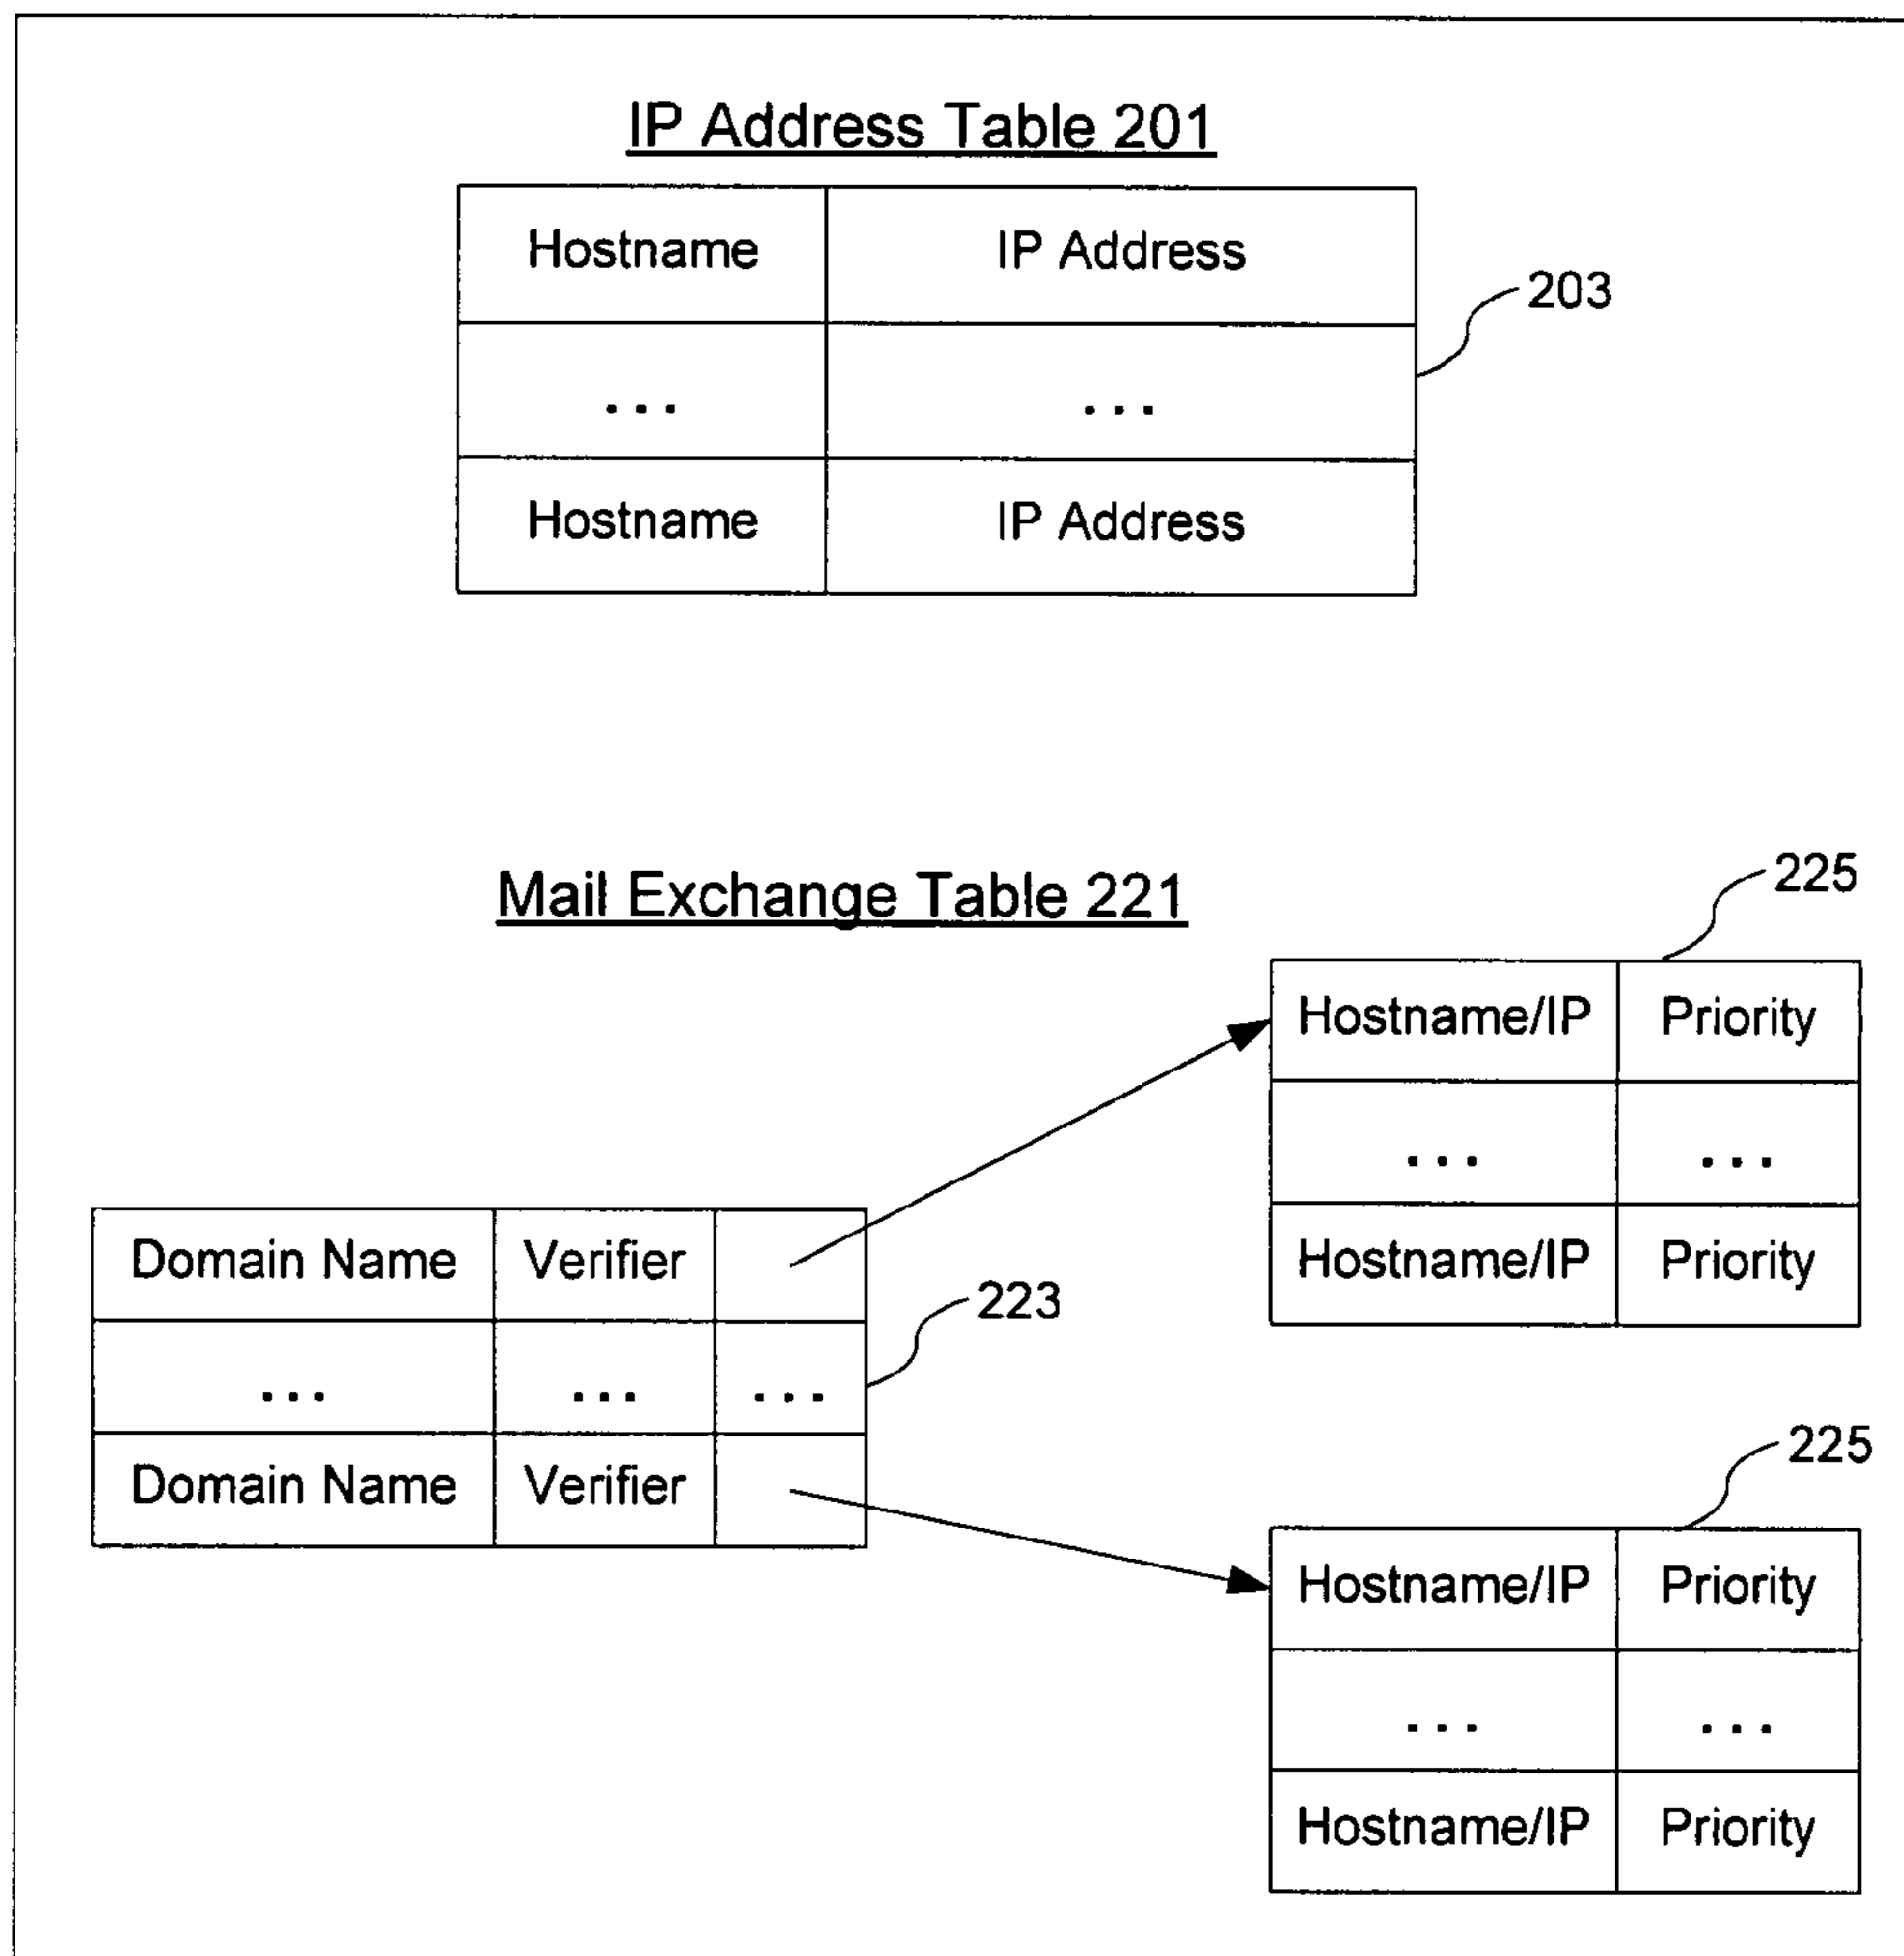 IP Address Table 201
Hostname IP Address
203
... ...
Hostname IP Address
Mail Exchange Table 221
225
Hostname/IP Priority
... ...
Hostname/IP Priority
Domain Name Verifier
223
... ... ...
Domain Name Verifier
225
Hostname/IP Priority
... ...
Hostname/IP Priority